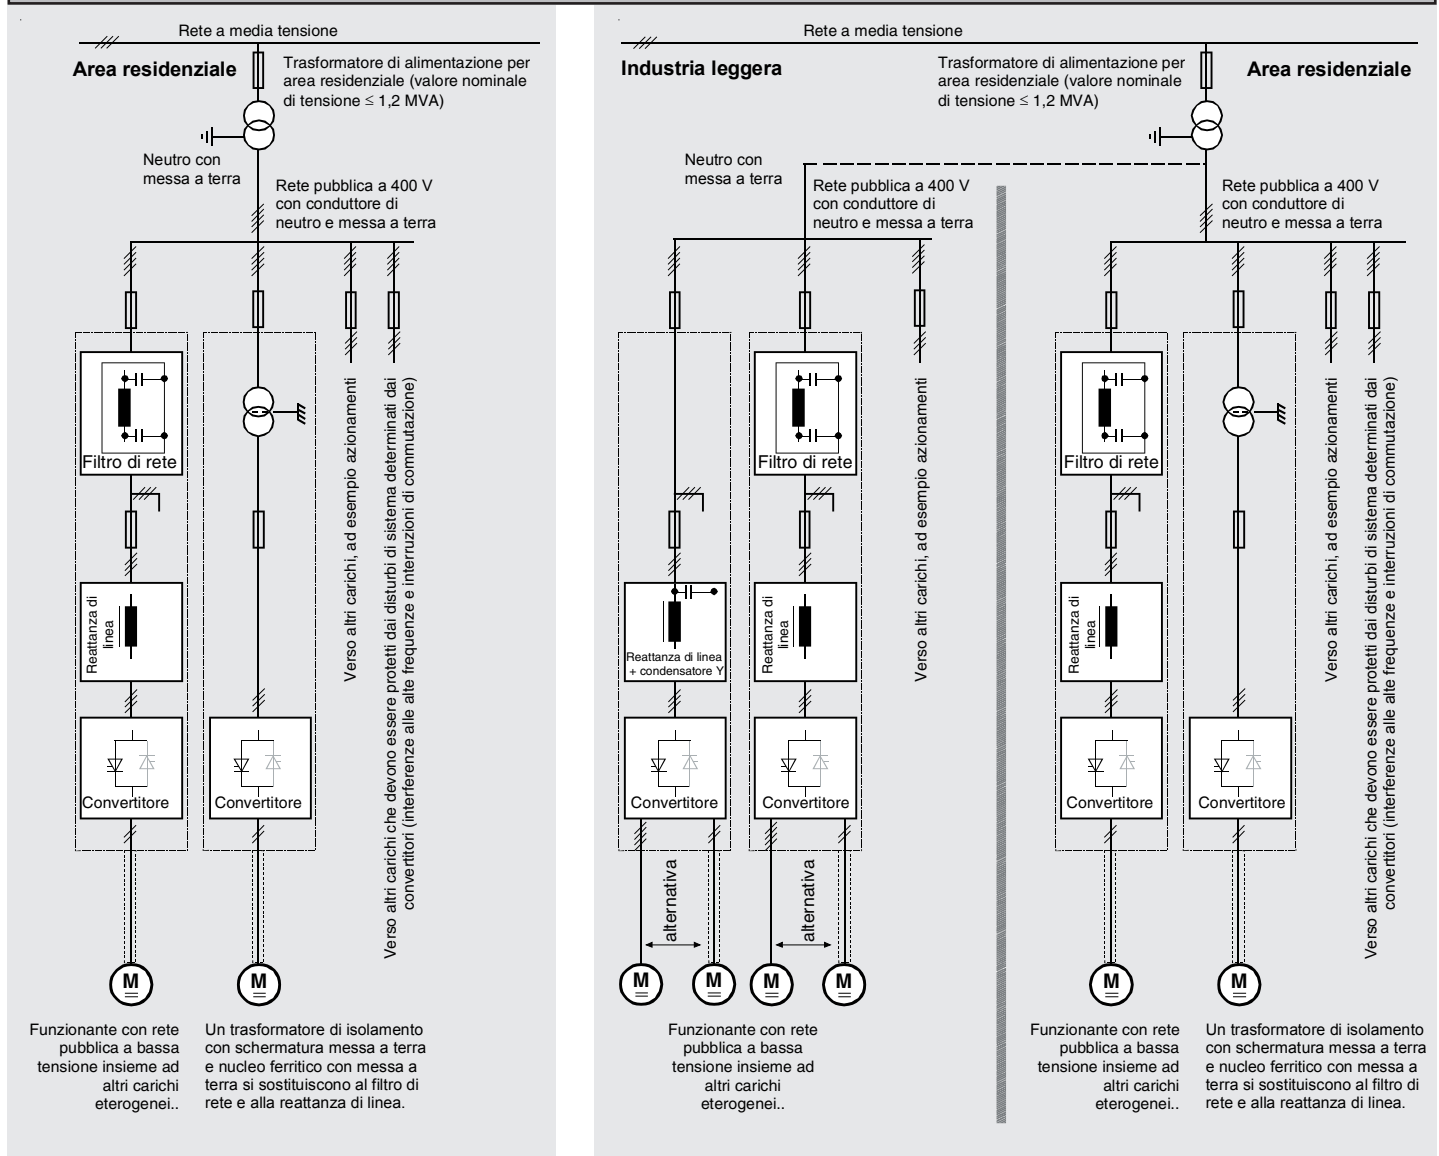 Rete a media tensione
Area residenziale
Trasformatore di alimentazione per
area residenziale (valore nominale
di tensione ≤ 1,2 MVA)
Neutro con
messa a terra
Rete pubblica a 400 V
con conduttore di
neutro e messa a terra
Filtro di rete
Reattanza di
linea
Convertitore
Convertitore
Verso altri carichi, ad esempio azionamenti
Verso altri carichi che devono essere protetti dai disturbi di sistema determinati dai
convertitori (interferenze alle alte frequenze e interruzioni di commutazione)
M
M
Funzionante con rete
pubblica a bassa
tensione insieme ad
altri carichi
eterogenei..
Un trasformatore di isolamento
con schermatura messa a terra
e nucleo ferritico con messa a
terra si sostituiscono al filtro di
rete e alla reattanza di linea.
Rete a media tensione
Industria leggera
Trasformatore di alimentazione per
area residenziale (valore nominale
di tensione ≤ 1,2 MVA)
Area residenziale
Neutro con
messa a terra
Rete pubblica a 400 V
con conduttore di
neutro e messa a terra
Rete pubblica a 400 V
con conduttore di
neutro e messa a terra
Filtro di rete
Reattanza di linea
+ condensatore Y
Reattanza di
linea
Convertitore
Convertitore
Verso altri carichi, ad esempio azionamenti
alternativa
alternativa
M
M
M
M
Funzionante con rete
pubblica a bassa
tensione insieme ad
altri carichi
eterogenei..
Filtro di rete
Reattanza di
linea
Convertitore
Convertitore
Verso altri carichi, ad esempio azionamenti
Verso altri carichi che devono essere protetti dai disturbi di sistema determinati dai
convertitori (interferenze alle alte frequenze e interruzioni di commutazione)
M
M
Funzionante con rete
pubblica a bassa
tensione insieme ad
altri carichi
eterogenei..
Un trasformatore di isolamento
con schermatura messa a terra
e nucleo ferritico con messa a
terra si sostituiscono al filtro di
rete e alla reattanza di linea.